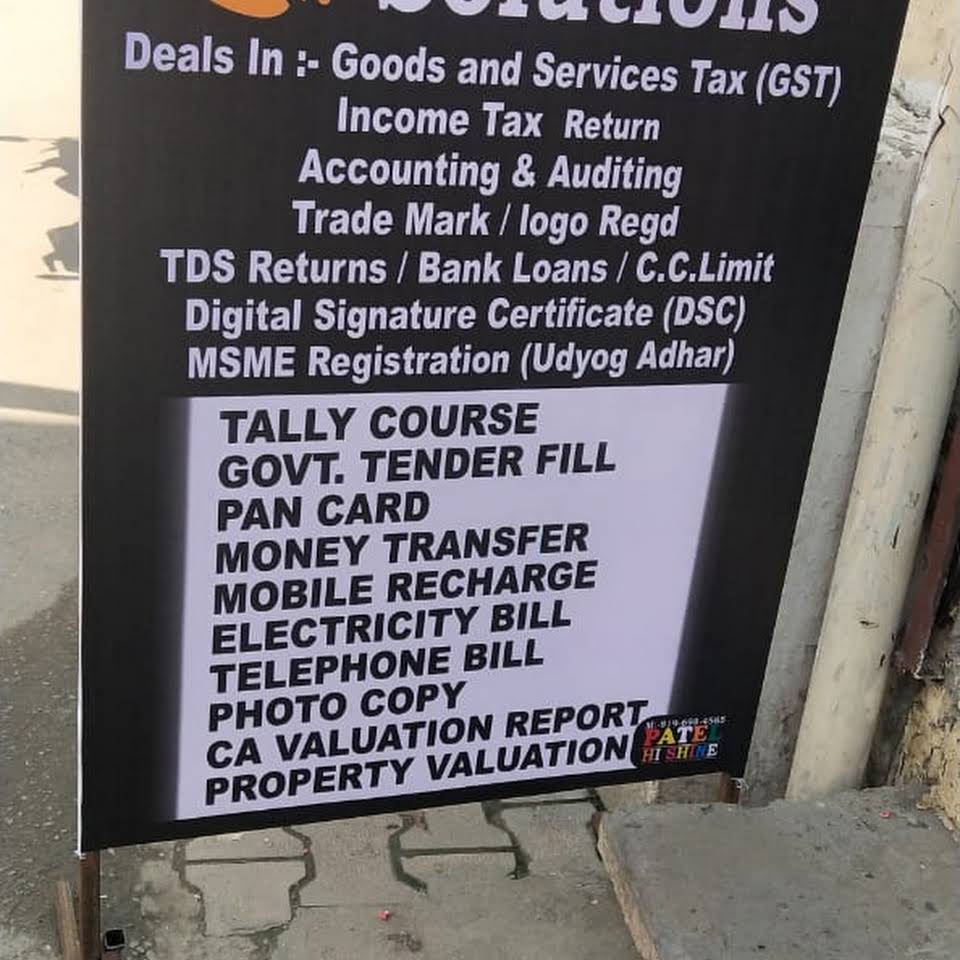 Solutions
Deals In :- Goods and Services Tax (GST)
Income Tax Return
Accounting & Auditing
Trade Mark / logo Regd
TDS Returns / Bank Loans / C.C.Limit
Digital Signature Certificate (DSC)
MSME Registration (Udyog Adhar)
TALLY COURSE
GOVT. TENDER FILL
PAN CARD
MONEY TRANSFER
MOBILE RECHARGE
ELECTRICITY BILL
TELEPHONE BILL
PHOTO COPY
CA VALUATION REPORT
PROPERTY VALUATION
PATEL
HI SHINE